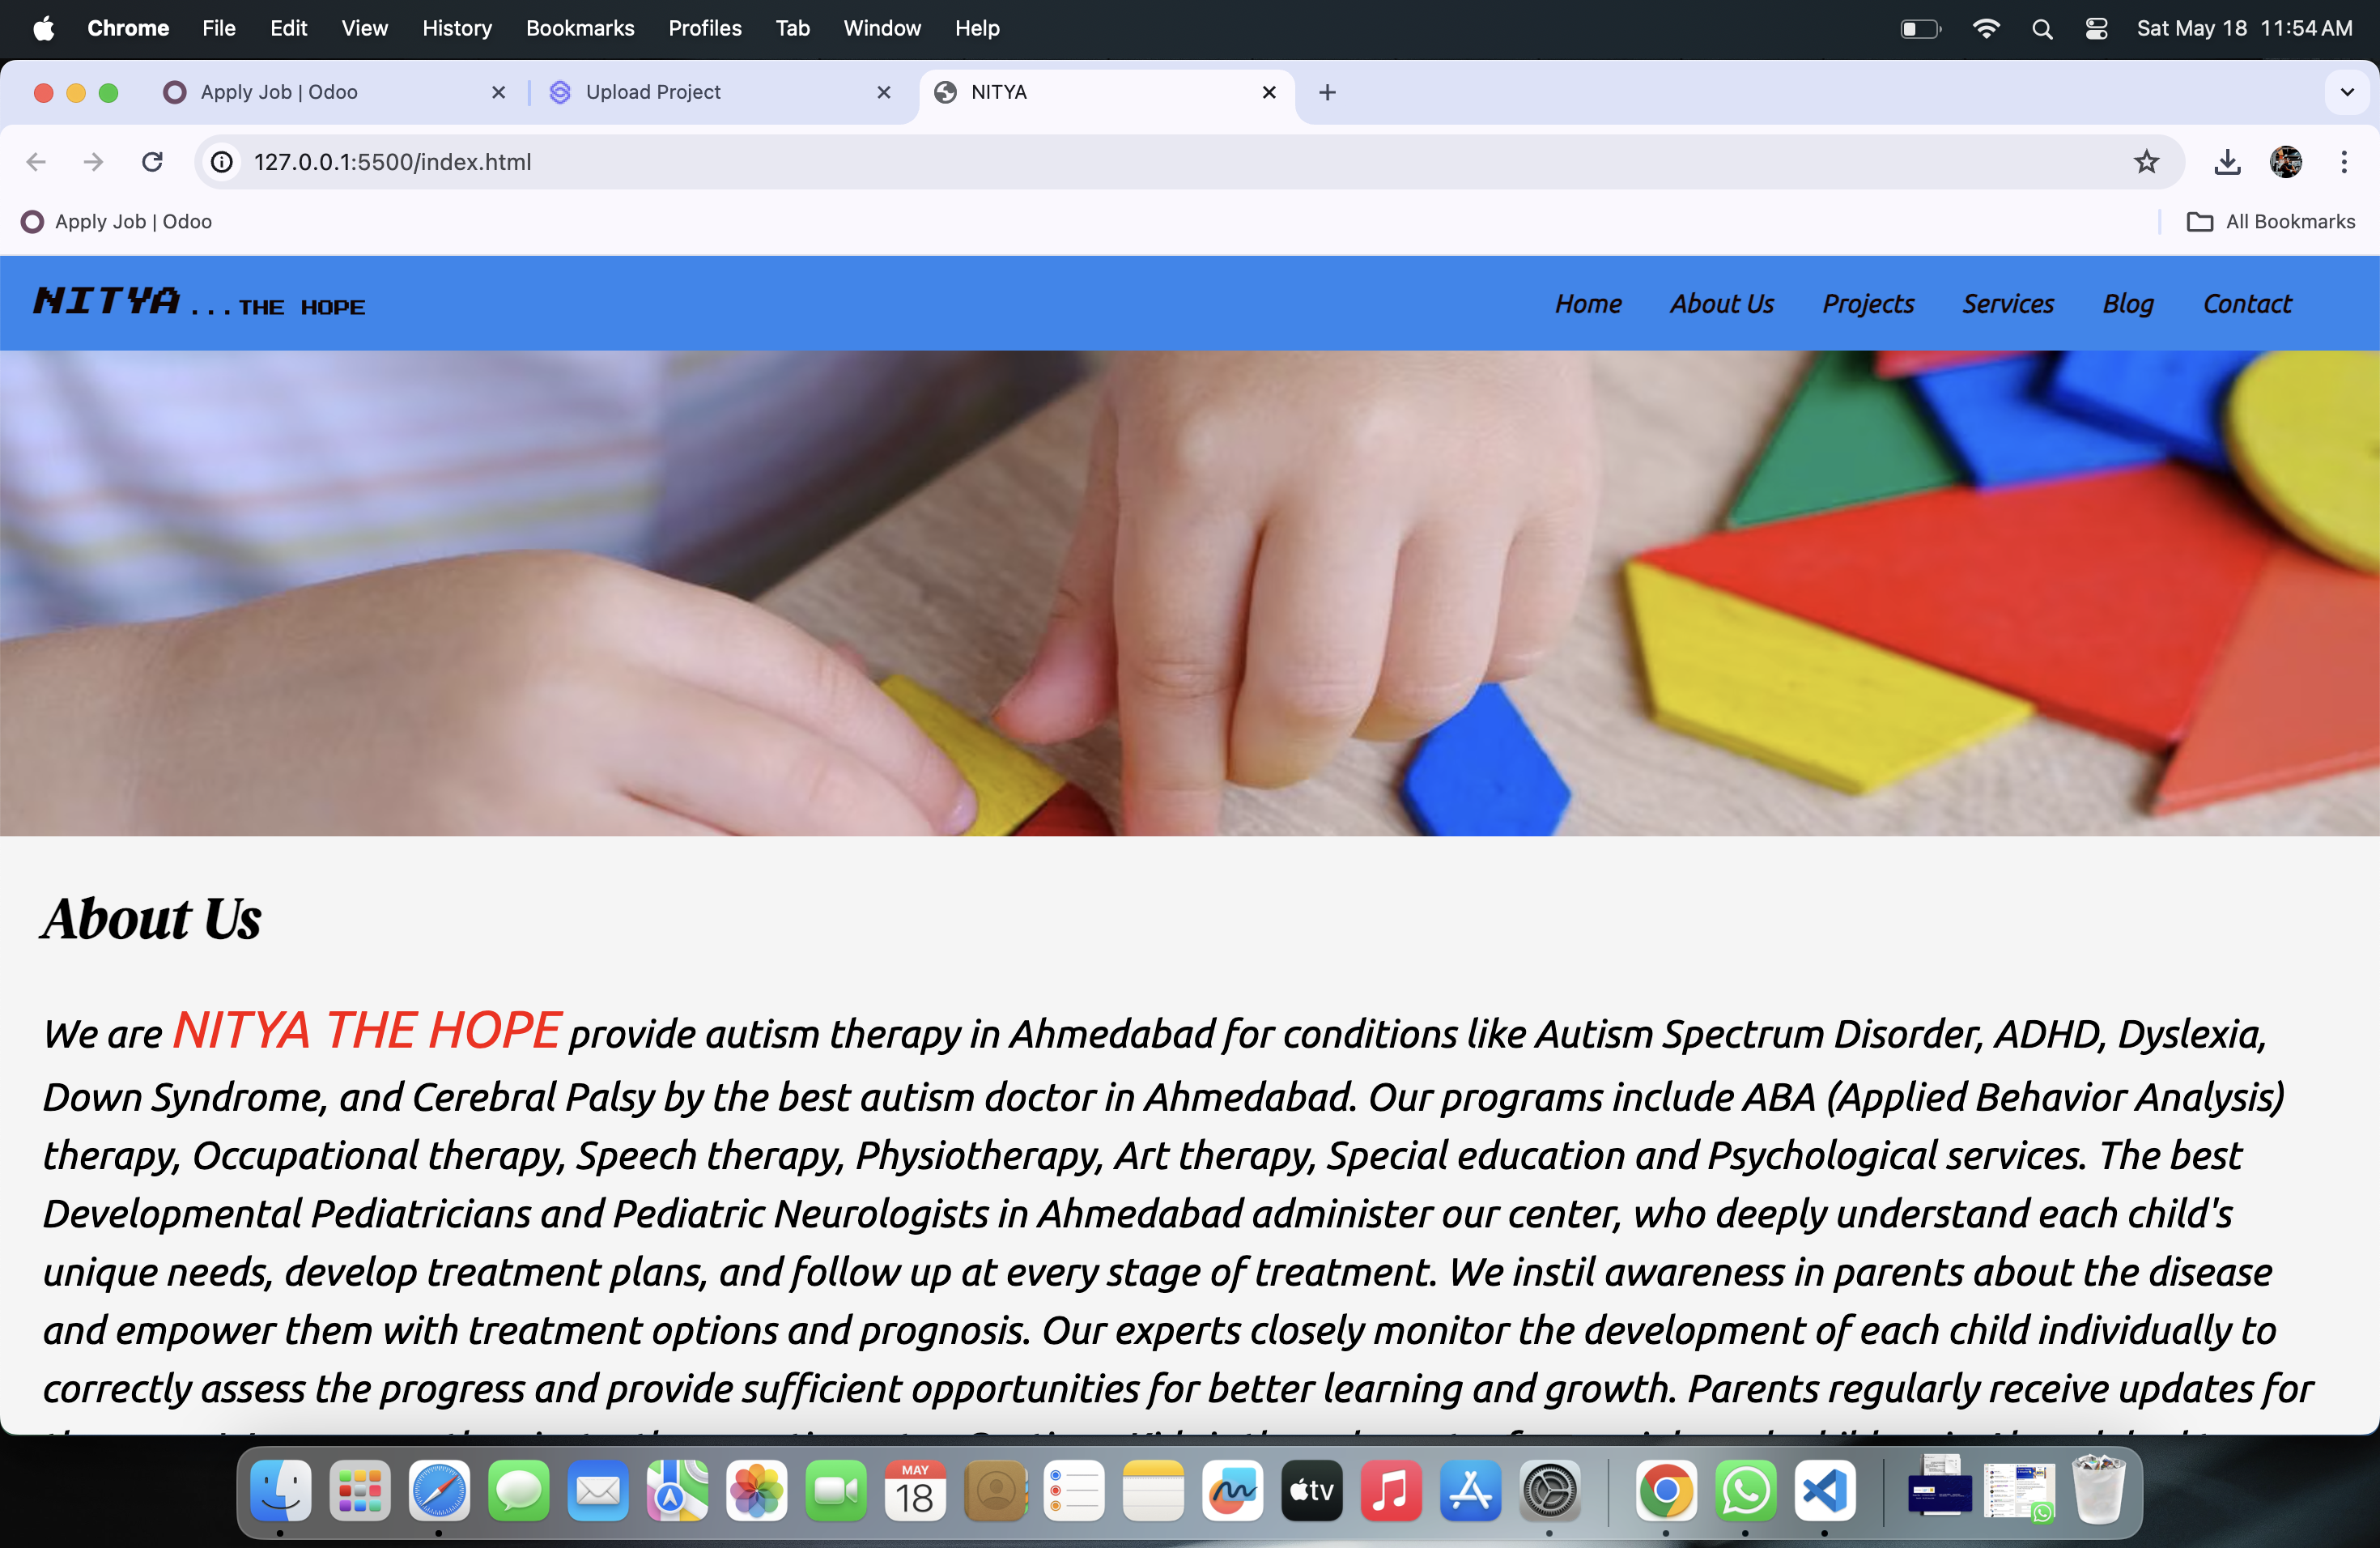 Chrome File Edit View History Bookmarks Profiles Tab Window Help Sat May 18 11:54 AM
Apply Job | Odoo Upload Project NITYA
127.0.0.1:5500/index.html
Apply Job | Odoo All Bookmarks
NITYA ...THE HOPE Home About Us Projects Services Blog Contact
About Us
We are NITYA THE HOPE provide autism therapy in Ahmedabad for conditions like Autism Spectrum Disorder, ADHD, Dyslexia,
Down Syndrome, and Cerebral Palsy by the best autism doctor in Ahmedabad. Our programs include ABA (Applied Behavior Analysis)
therapy, Occupational therapy, Speech therapy, Physiotherapy, Art therapy, Special education and Psychological services. The best
Developmental Pediatricians and Pediatric Neurologists in Ahmedabad administer our center, who deeply understand each child's
unique needs, develop treatment plans, and follow up at every stage of treatment. We instil awareness in parents about the disease
and empower them with treatment options and prognosis. Our experts closely monitor the development of each child individually to
correctly assess the progress and provide sufficient opportunities for better learning and growth. Parents regularly receive updates for
MAY
18
tv